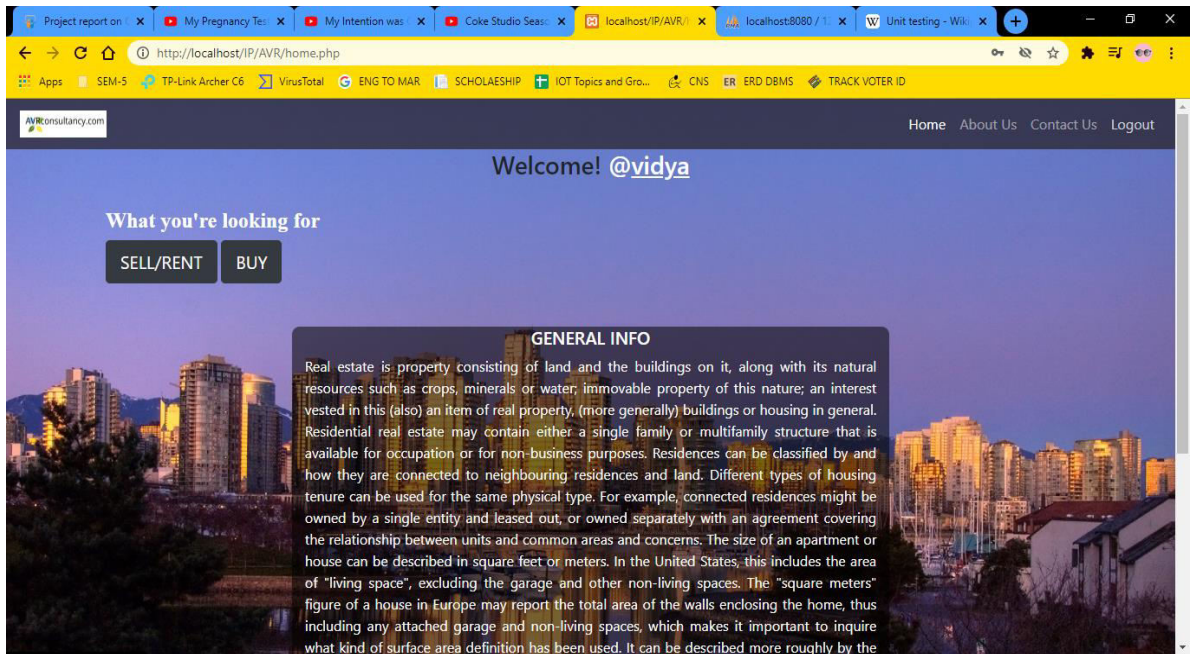 Project report on
My Pregnancy Tes
My Intention was
Coke Studio Seaso
localhost/IP/AVR/
localhost:8080 / 1
Unit testing - Wiki
http://localhost/IP/AVR/home.php
Apps SEM-5 TP-Link Archer C6 VirusTotal ENG TO MAR SCHOLAESHIP IOT Topics and Gro... CNS ER ERD DBMS TRACK VOTER ID
AVRconsultancy.com
Home About Us Contact Us Logout
Welcome! @vidya
What you're looking for
SELL/RENT BUY
GENERAL INFO
Real estate is property consisting of land and the buildings on it, along with its natural
resources such as crops, minerals or water; immovable property of this nature; an interest
vested in this (also) an item of real property, (more generally) buildings or housing in general.
Residential real estate may contain either a single family or multifamily structure that is
available for occupation or for non-business purposes. Residences can be classified by and
how they are connected to neighbouring residences and land. Different types of housing
tenure can be used for the same physical type. For example, connected residences might be
owned by a single entity and leased out, or owned separately with an agreement covering
the relationship between units and common areas and concerns. The size of an apartment or
house can be described in square feet or meters. In the United States, this includes the area
of "living space", excluding the garage and other non-living spaces. The "square meters"
figure of a house in Europe may report the total area of the walls enclosing the home, thus
including any attached garage and non-living spaces, which makes it important to inquire
what kind of surface area definition has been used. It can be described more roughly by the